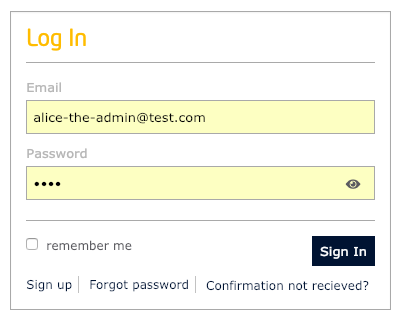 Log In
Email
alice-the-admin@test.com
Password
••••
remember me
Sign In
Sign up
Forgot password
Confirmation not recieved?